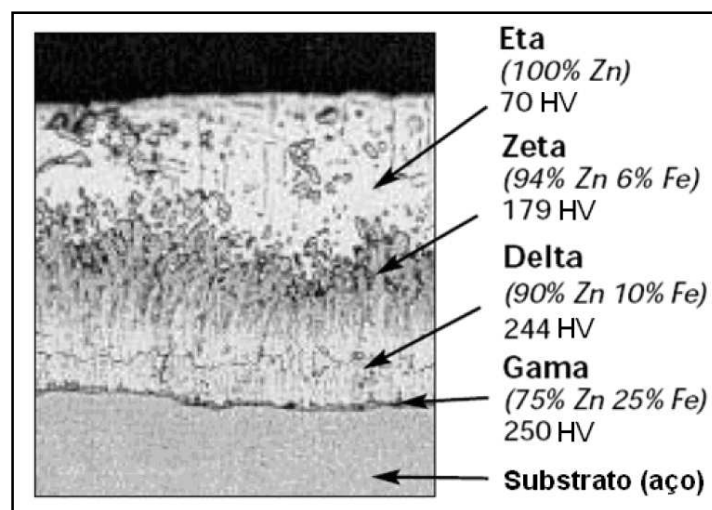 Eta
(100% Zn)
70 HV
Zeta
(94% Zn 6% Fe)
179 HV
Delta
(90% Zn 10% Fe)
244 HV
Gama
(75% Zn 25% Fe)
250 HV
Substrato (aço)